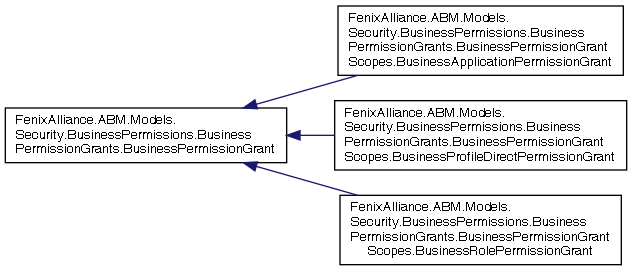 FenixAlliance.ABM.Models.
Security.BusinessPermissions.Business
PermissionGrants.BusinessPermissionGrant
Scopes.BusinessApplicationPermissionGrant
FenixAlliance.ABM.Models.
Security.BusinessPermissions.Business
PermissionGrants.BusinessPermissionGrant
FenixAlliance.ABM.Models.
Security.BusinessPermissions.Business
PermissionGrants.BusinessPermissionGrant
Scopes.BusinessProfileDirectPermissionGrant
FenixAlliance.ABM.Models.
Security.BusinessPermissions.Business
PermissionGrants.BusinessPermissionGrant
Scopes.BusinessRolePermissionGrant